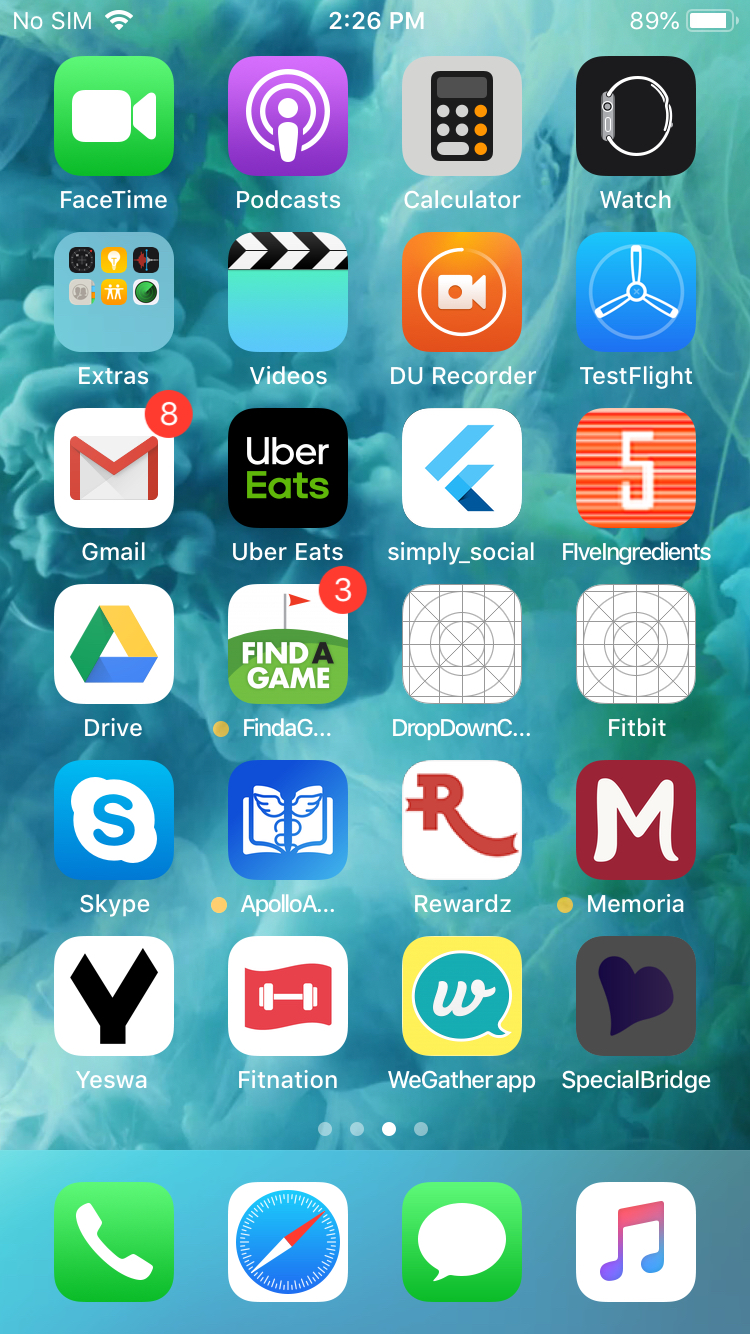 No SIM 2:26 PM 89%
FaceTime Podcasts Calculator Watch
Extras Videos DU Recorder TestFlight
8
Uber
Eats
5
Gmail Uber Eats simply_social FIveIngredients
3
FIND A
GAME
Drive FindaG... DropDownC... Fitbit
S
R
M
Skype ApolloA... Rewardz Memoria
Y
w
Yeswa Fitnation WeGather app SpecialBridge